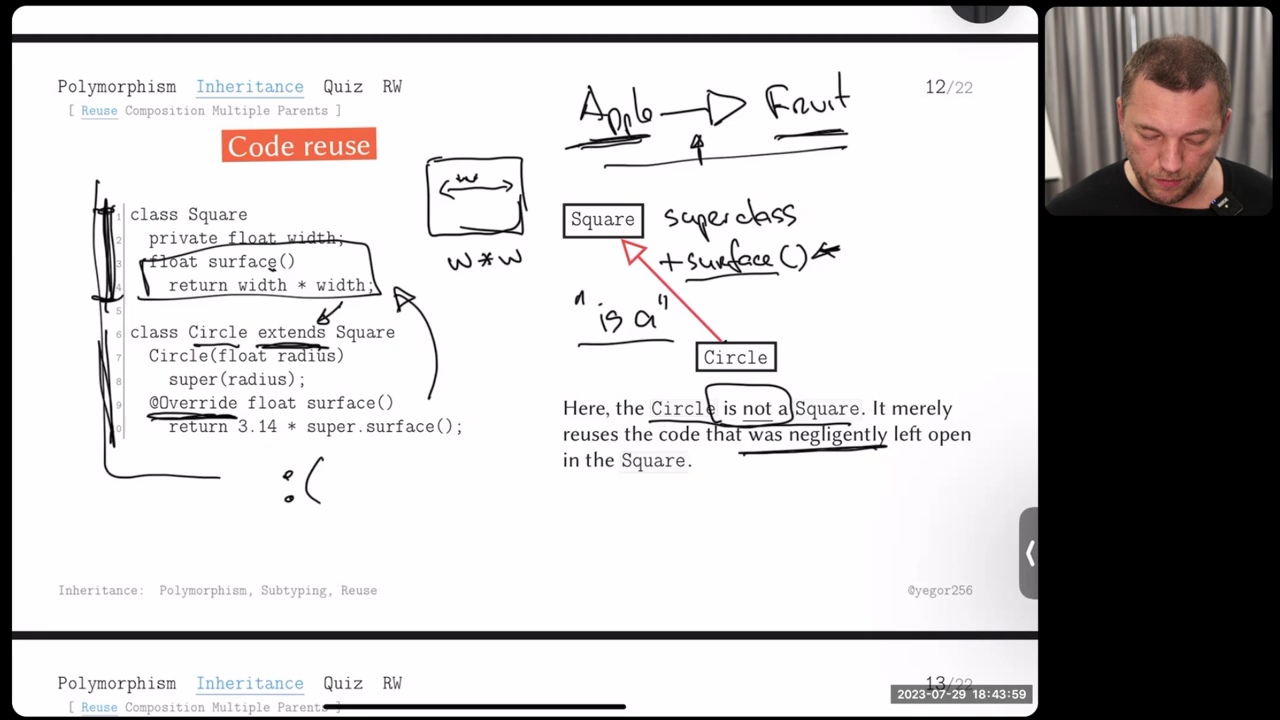 Polymorphism Inheritance Quiz RW
12/22
[ Reuse Composition Multiple Parents ]
Code reuse
1 class Square
2 private float width;
3 float surface()
4 return width * width;
5
6 class Circle extends Square
7 Circle(float radius)
8 super(radius);
9 @Override float surface()
0 return 3.14 * super.surface();
:(
w
w*w
Apple Fruit
Square
superclass
+surface()
"is a"
Circle
Here, the Circle is not a Square. It merely
reuses the code that was negligently left open
in the Square.
Inheritance: Polymorphism, Subtyping, Reuse
@yegor256
Polymorphism Inheritance Quiz RW
13/22
[ Reuse Composition Multiple Parents ]
2023-07-29 18:43:59